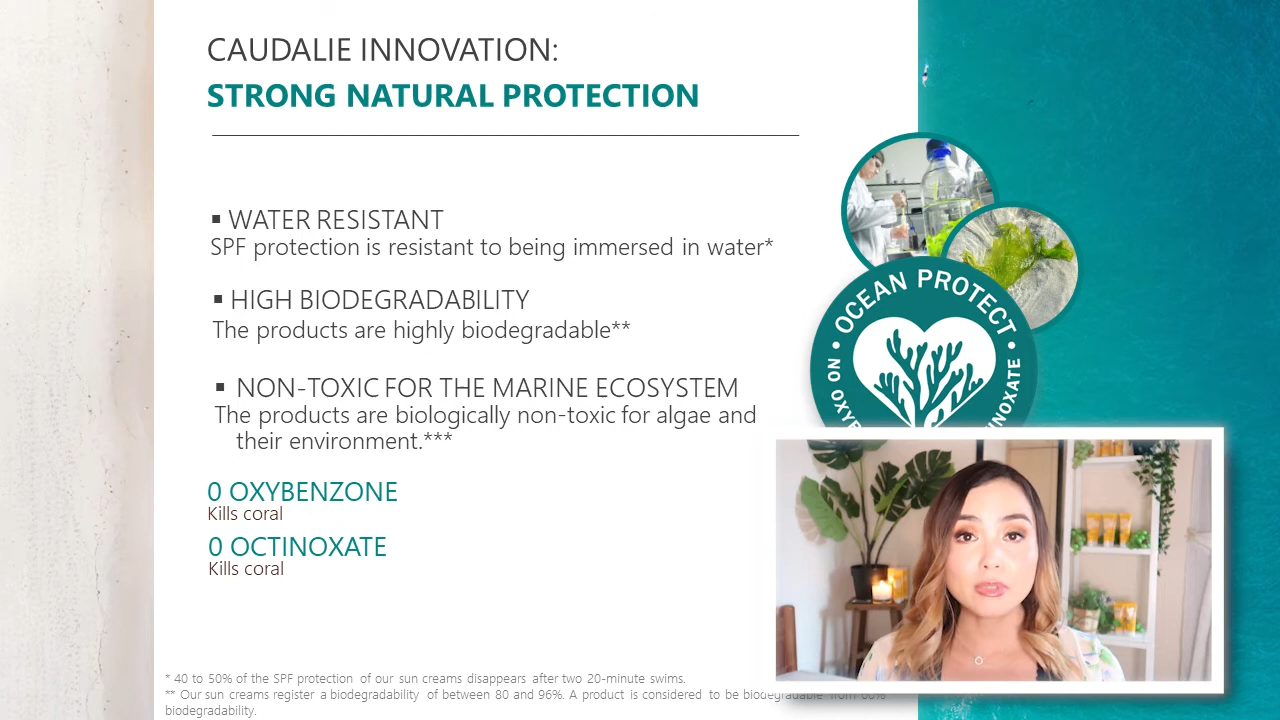 CAUDALIE INNOVATION:
STRONG NATURAL PROTECTION
▪ WATER RESISTANT
SPF protection is resistant to being immersed in water*
▪ HIGH BIODEGRADABILITY
The products are highly biodegradable**
▪ NON-TOXIC FOR THE MARINE ECOSYSTEM
The products are biologically non-toxic for algae and
their environment.***
0 OXYBENZONE
Kills coral
0 OCTINOXATE
Kills coral
• OCEAN PROTECT •
NO OXY
* 40 to 50% of the SPF protection of our sun creams disappears after two 20-minute swims.
** Our sun creams register a biodegradability of between 80 and 96%. A product is considered to be biodegradable from 60%
biodegradability.